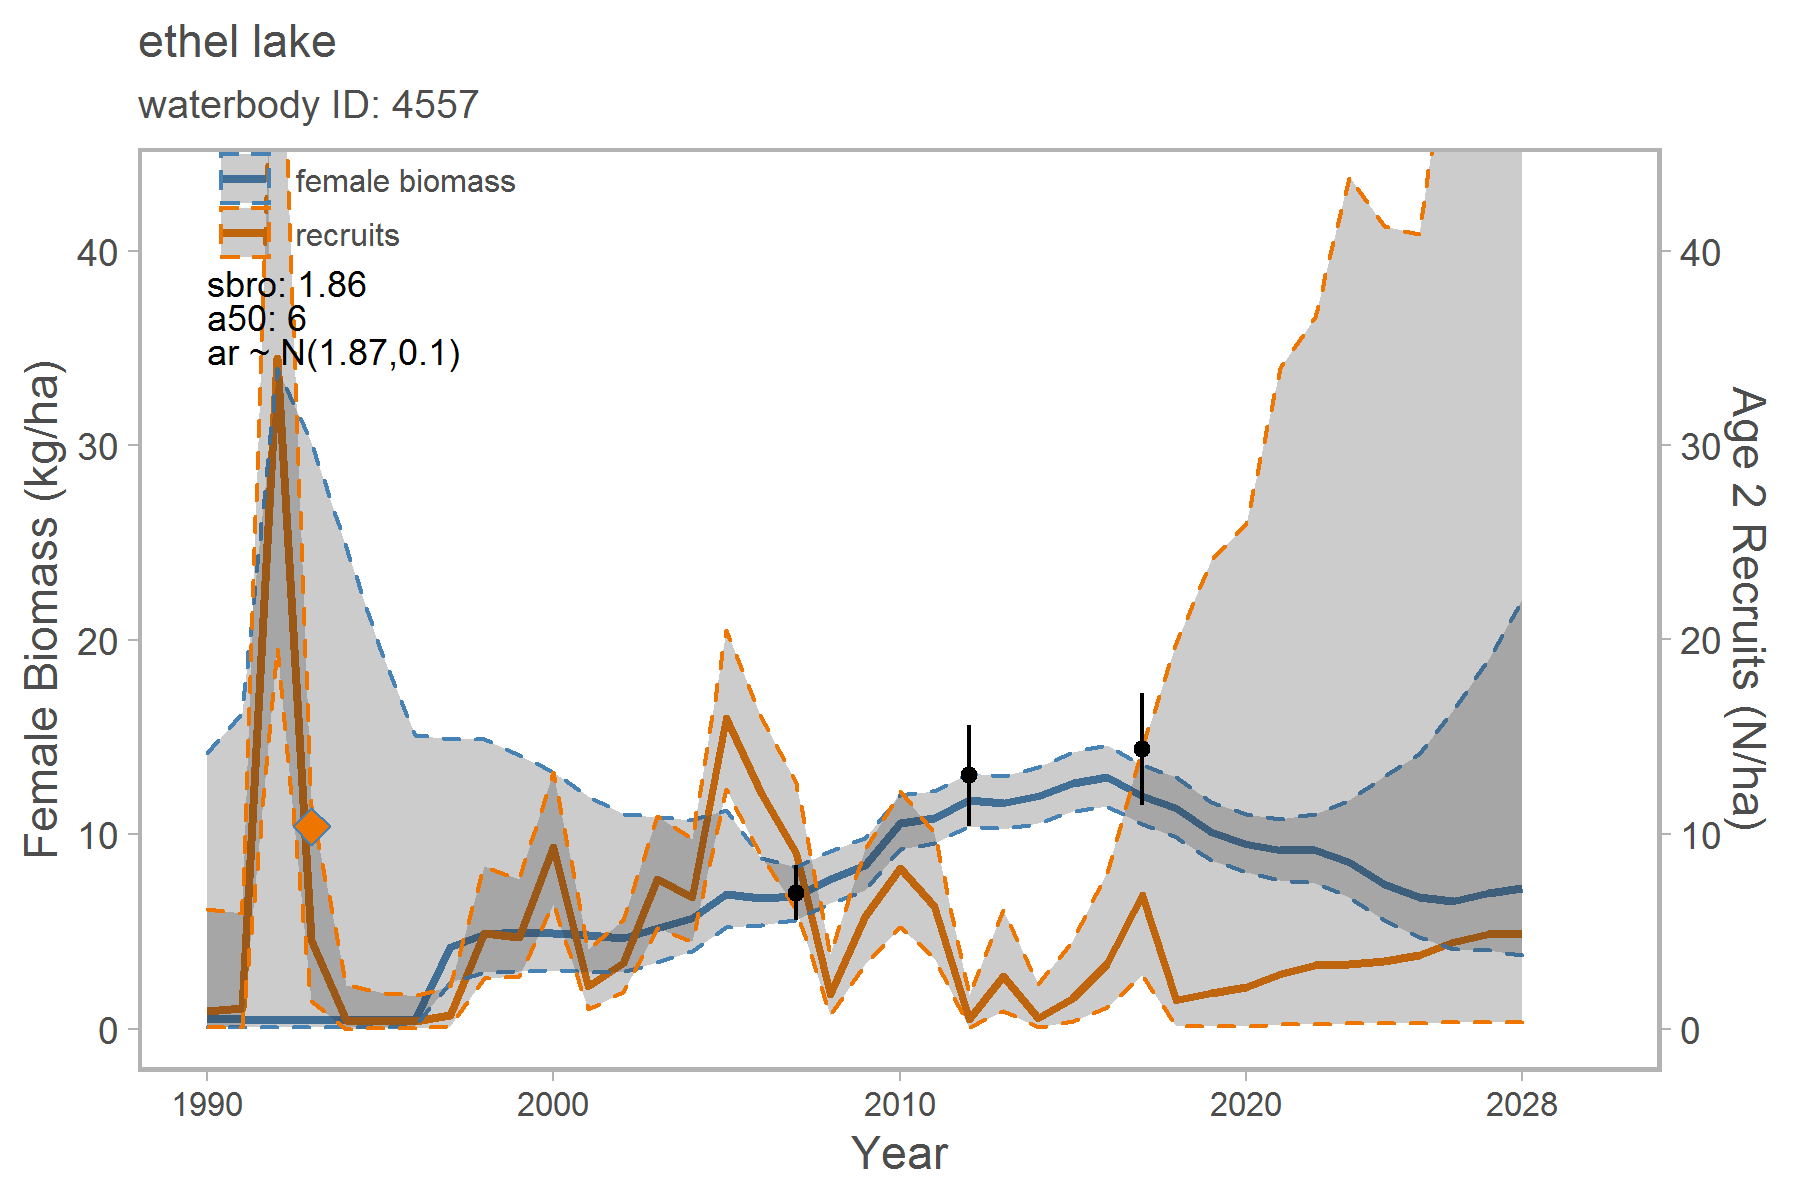 ethel lake
waterbody ID: 4557
female biomass
recruits
sbro: 1.86
a50: 6
ar ~ N(1.87,0.1)
Female Biomass (kg/ha)
40
30
20
10
0
40
30
20
10
0
Age 2 Recruits (N/ha)
1990
2000
2010
2020
2028
Year